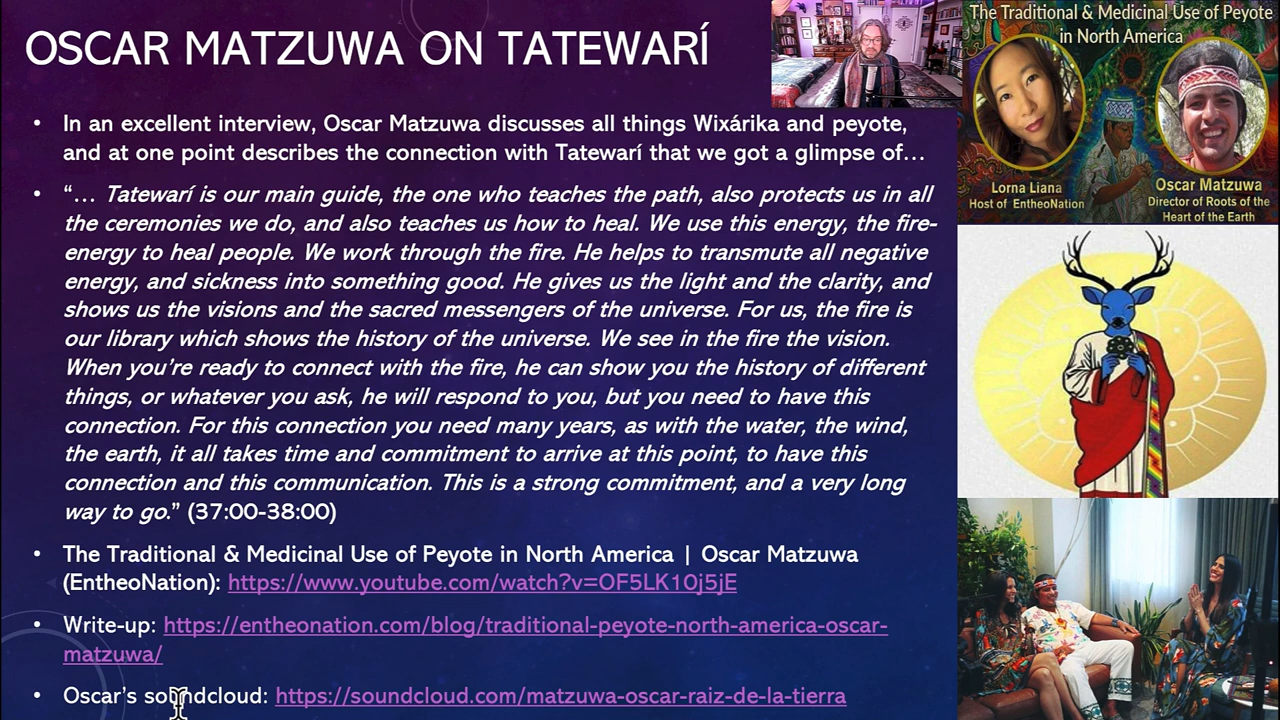 OSCAR MATZUWA ON TATEWARÍ
• In an excellent interview, Oscar Matzuwa discusses all things Wixárika and peyote,
and at one point describes the connection with Tatewarí that we got a glimpse of…
• “… Tatewarí is our main guide, the one who teaches the path, also protects us in all
the ceremonies we do, and also teaches us how to heal. We use this energy, the fire-
energy to heal people. We work through the fire. He helps to transmute all negative
energy, and sickness into something good. He gives us the light and the clarity, and
shows us the visions and the sacred messengers of the universe. For us, the fire is
our library which shows the history of the universe. We see in the fire the vision.
When you’re ready to connect with the fire, he can show you the history of different
things, or whatever you ask, he will respond to you, but you need to have this
connection. For this connection you need many years, as with the water, the wind,
the earth, it all takes time and commitment to arrive at this point, to have this
connection and this communication. This is a strong commitment, and a very long
way to go.” (37:00-38:00)
• The Traditional & Medicinal Use of Peyote in North America | Oscar Matzuwa
(EntheoNation): https://www.youtube.com/watch?v=OF5LK10j5jE
• Write-up: https://entheonation.com/blog/traditional-peyote-north-america-oscar-
matzuwa/
• Oscar’s soundcloud: https://soundcloud.com/matzuwa-oscar-raiz-de-la-tierra
The Traditional & Medicinal Use of Peyote
in North America
Lorna Liana
Host of EntheoNation
Oscar Matzuwa
Director of Roots of the
Heart of the Earth